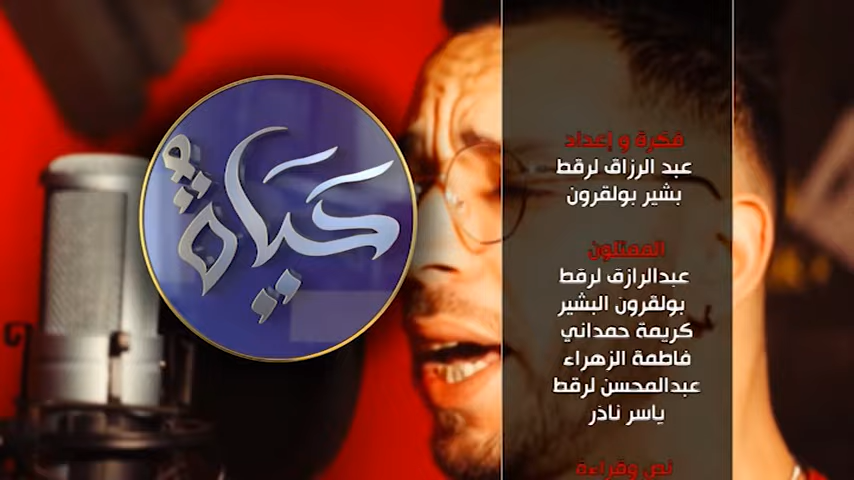 حياة
فكرة و إعداد
عبد الرزاق لرقط
بشير بولقرون
الممثلون
عبدالرازق لرقط
بولقرون البشير
كريمة حمداني
فاطمة الزهراء
عبدالمحسن لرقط
ياسر ناذر
نص وقراءة